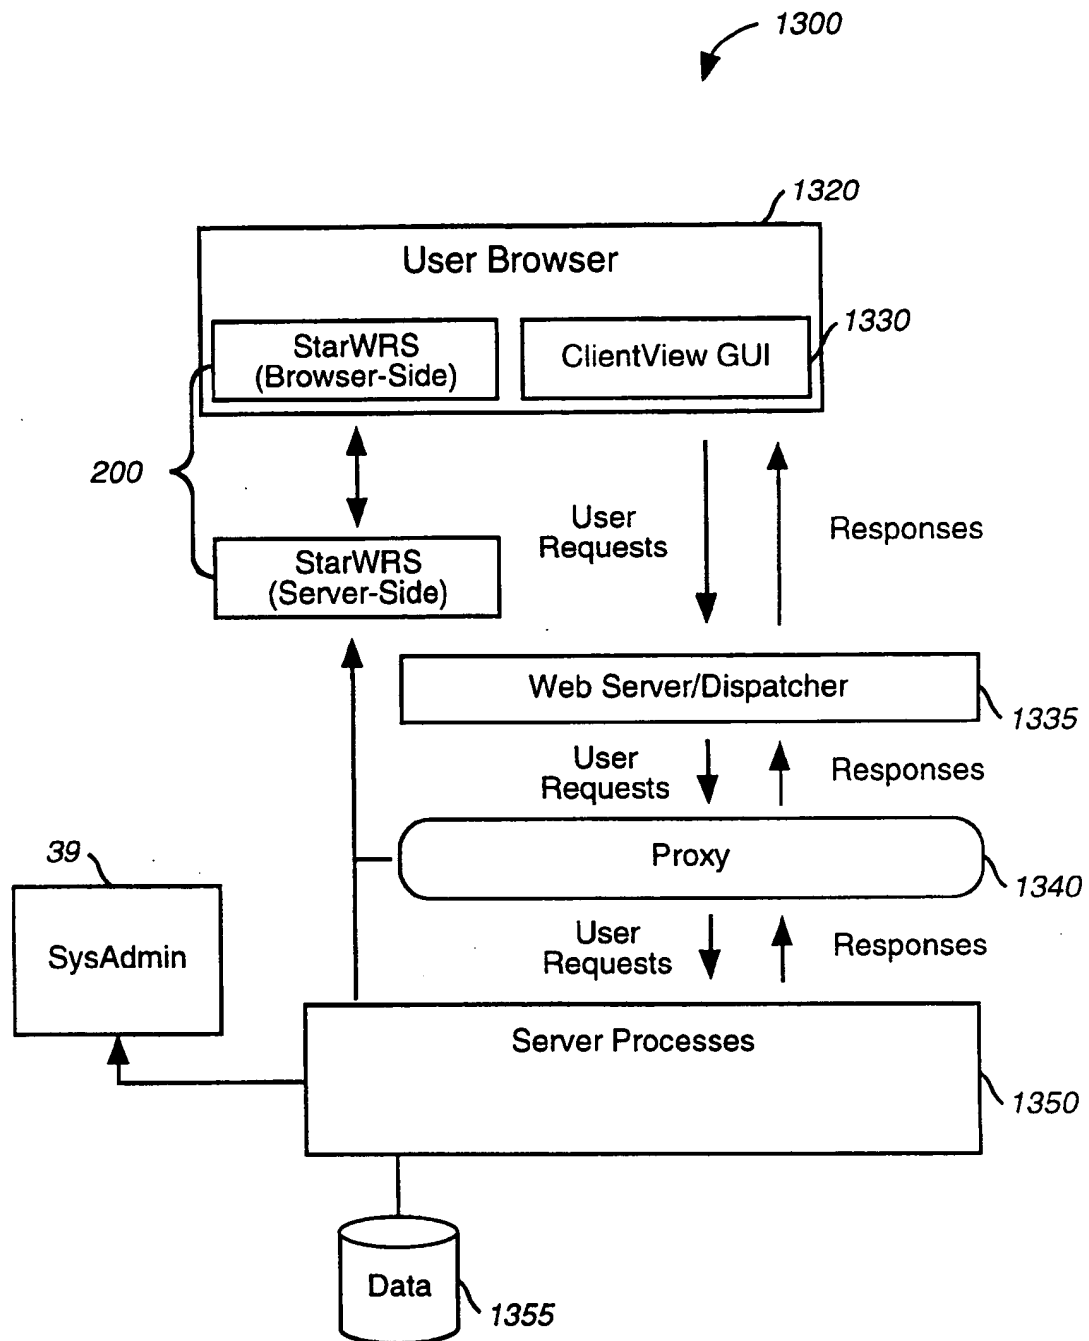 1300
1320
User Browser
1330
StarWRS
(Browser-Side)
ClientView GUI
200
User
Requests
Responses
StarWRS
(Server-Side)
Web Server/Dispatcher
1335
User
Requests
Responses
39
Proxy
1340
SysAdmin
User
Requests
Responses
Server Processes
1350
Data
1355